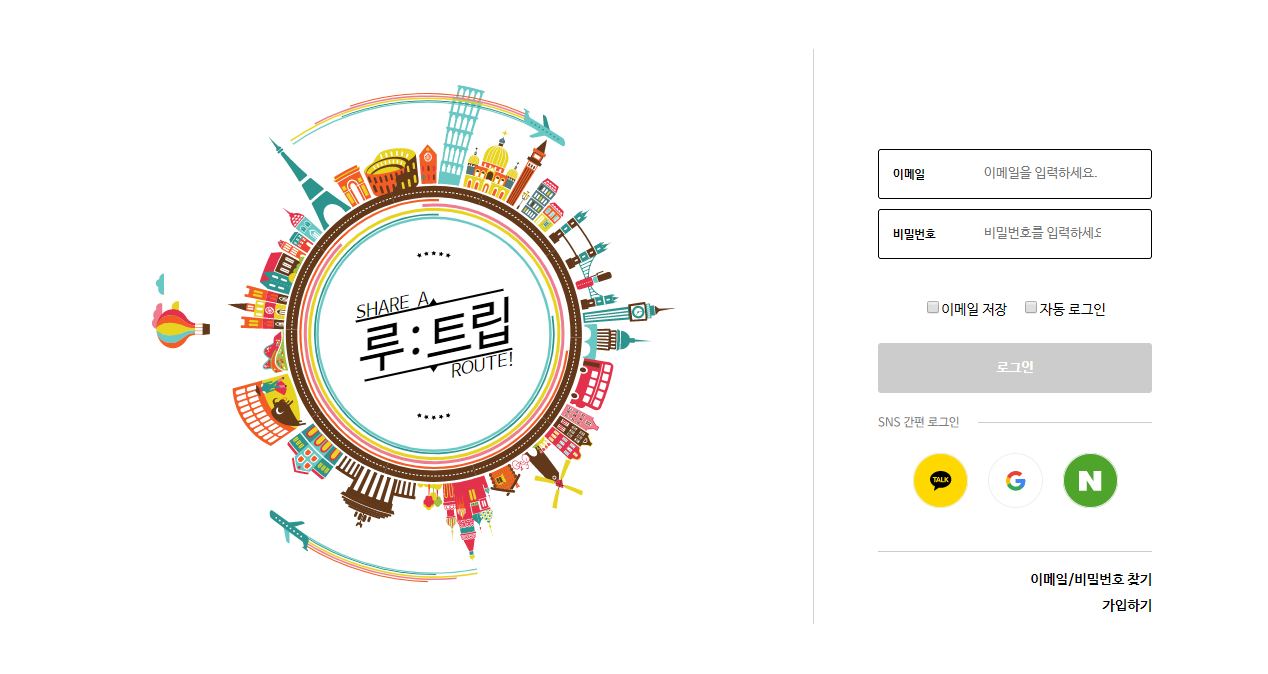 SHARE A
루:트립
ROUTE!
이메일 이메일을 입력하세요.
비밀번호 비밀번호를 입력하세요
이메일 저장 자동 로그인
로그인
SNS 간편 로그인
TALK
G
N
이메일/비밀번호 찾기
가입하기